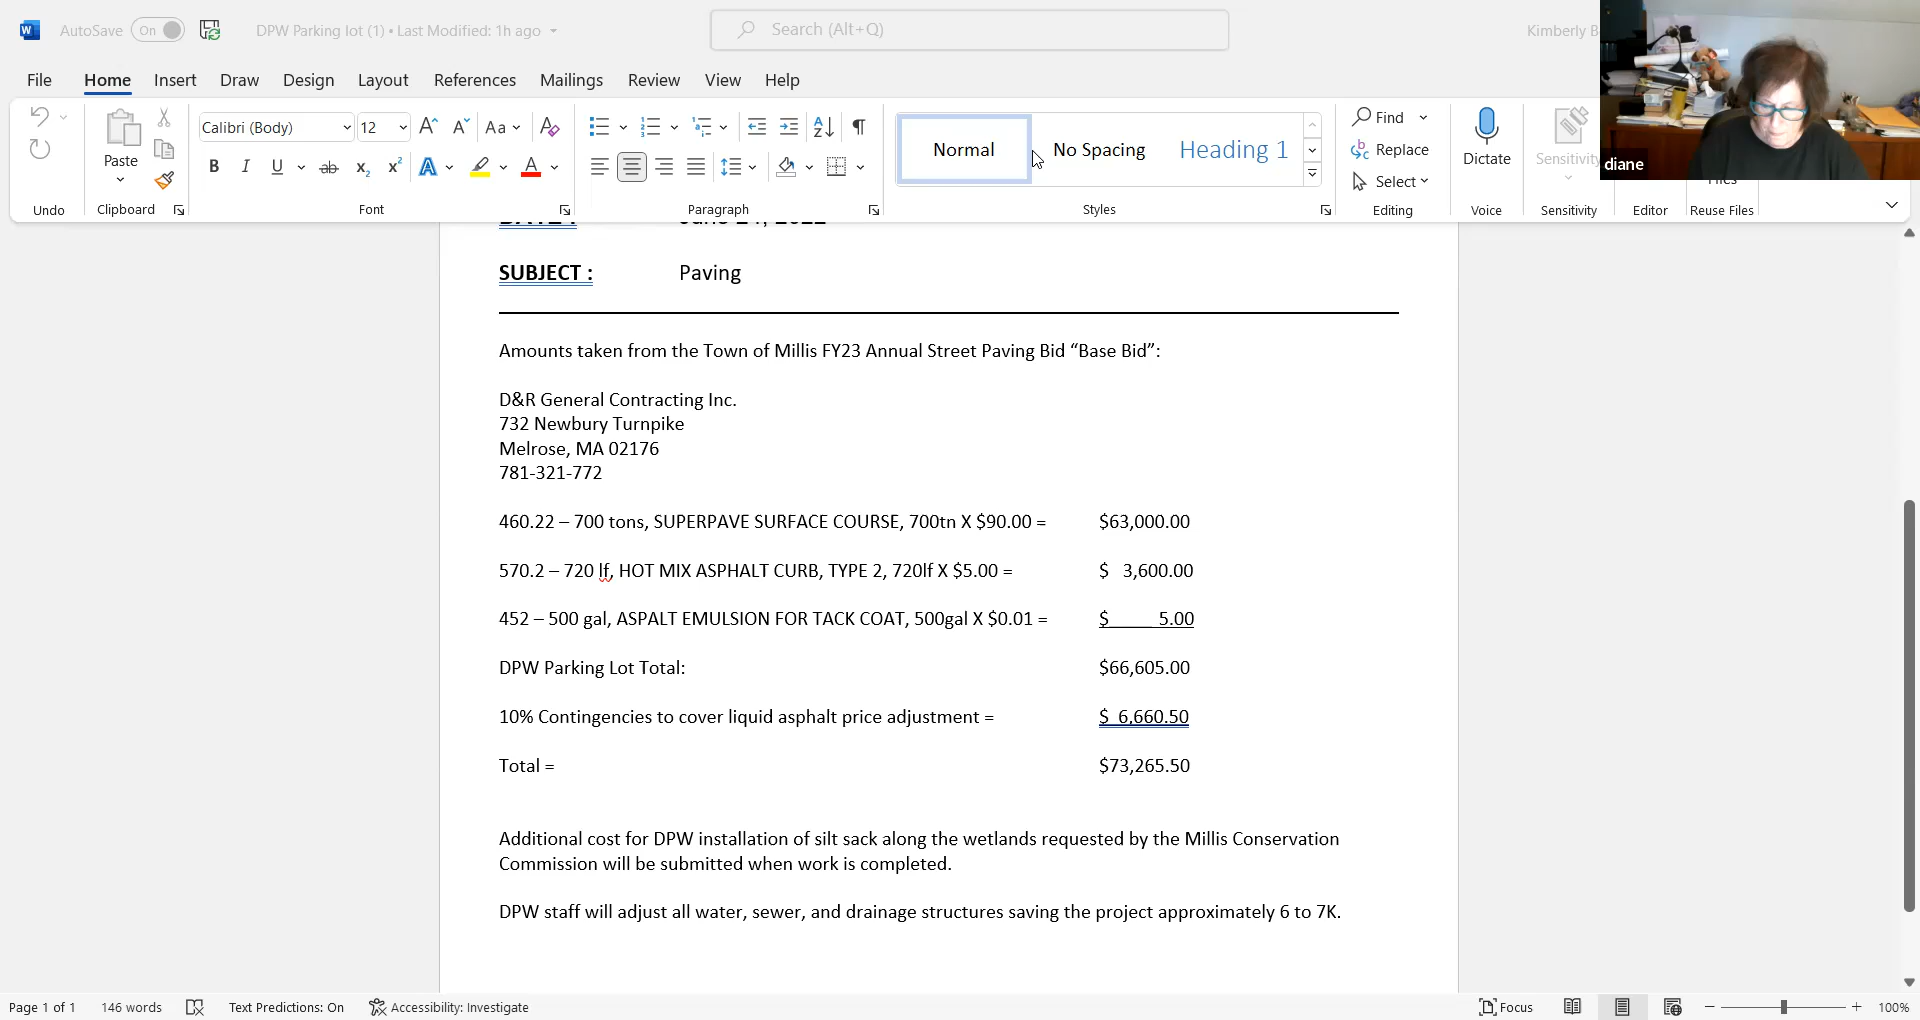 AutoSave On DPW Parking lot (1) • Last Modified: 1h ago Search (Alt+Q) Kimberly B
File Home Insert Draw Design Layout References Mailings Review View Help
Calibri (Body) 12 Aa
Paste
B I U ab x2 x2 A A
Normal No Spacing Heading 1
Find
Replace
Select
Dictate
Sensitivity
diane
Files
Undo Clipboard Font Paragraph Styles Editing Voice Sensitivity Editor Reuse Files
DATE : June 24, 2022
SUBJECT : Paving
Amounts taken from the Town of Millis FY23 Annual Street Paving Bid “Base Bid”:
D&R General Contracting Inc.
732 Newbury Turnpike
Melrose, MA 02176
781-321-772
460.22 – 700 tons, SUPERPAVE SURFACE COURSE, 700tn X $90.00 = $63,000.00
570.2 – 720 lf, HOT MIX ASPHALT CURB, TYPE 2, 720lf X $5.00 = $ 3,600.00
452 – 500 gal, ASPALT EMULSION FOR TACK COAT, 500gal X $0.01 = $ 5.00
DPW Parking Lot Total: $66,605.00
10% Contingencies to cover liquid asphalt price adjustment = $ 6,660.50
Total = $73,265.50
Additional cost for DPW installation of silt sack along the wetlands requested by the Millis Conservation
Commission will be submitted when work is completed.
DPW staff will adjust all water, sewer, and drainage structures saving the project approximately 6 to 7K.
Page 1 of 1 146 words Text Predictions: On Accessibility: Investigate Focus 100%